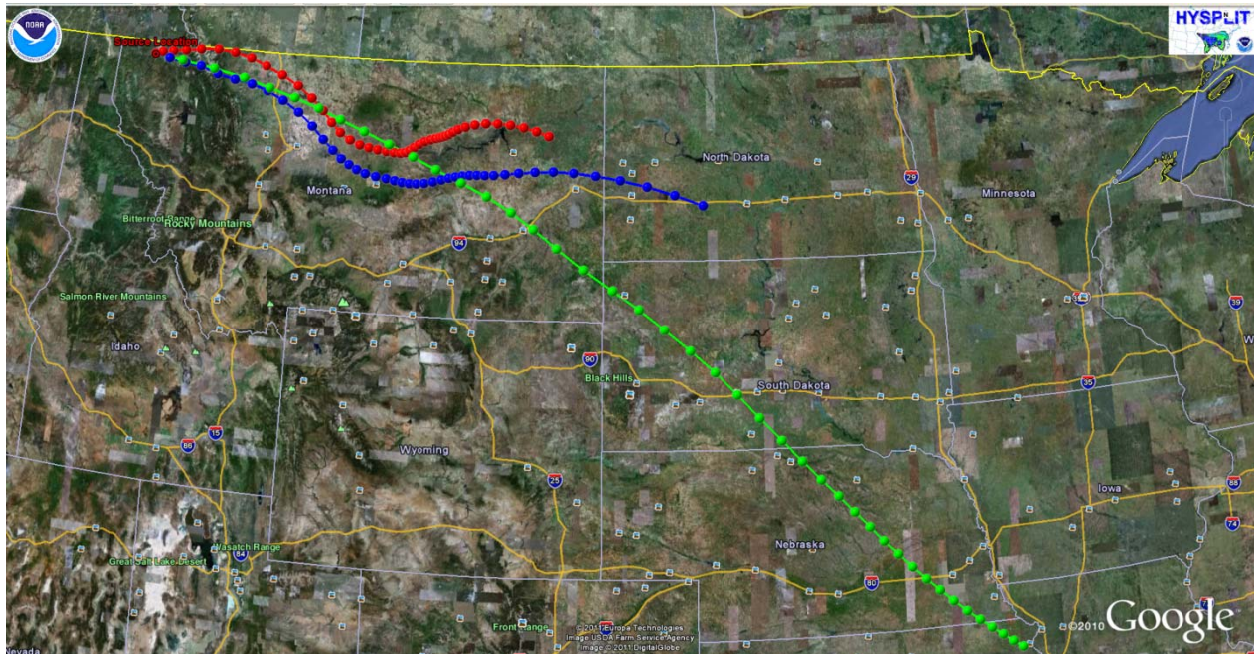 NOAA
HYSPLIT
Source Location
North Dakota
29
Minnesota
Montana
Bitterroot Range
Rocky Mountains
94
Salmon River Mountains
39
Idaho
90
Black Hills
South Dakota
35
15
86
Wyoming
25
Iowa
88
74
Nebraska
Wasatch Range
84
Great Salt Lake Desert
80
Front Range
© 2011 Europa Technologies
Image USDA Farm Service Agency
Image © 2011 DigitalGlobe
©2010 Google
Nevada